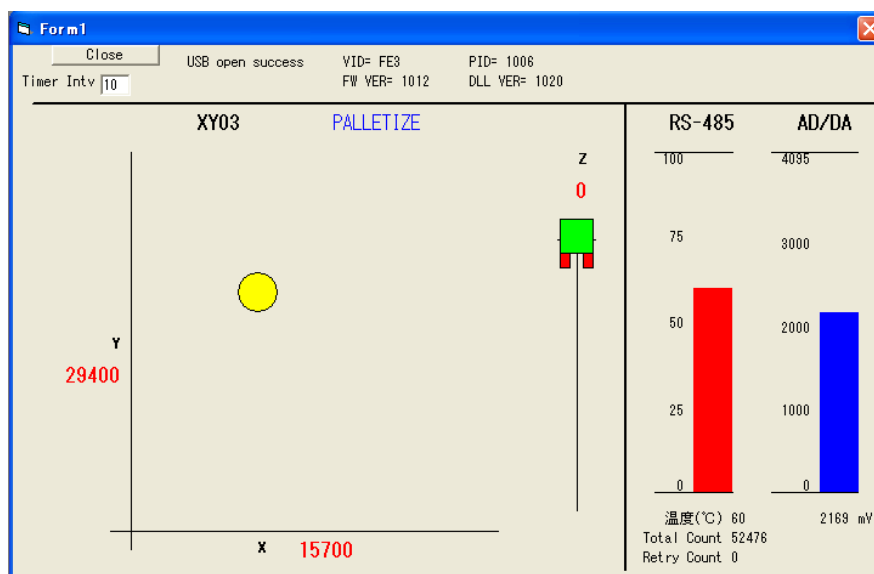 Form1
Close
USB open success
VID= FE3
PID= 1006
Timer Intv 10
FW VER= 1012
DLL VER= 1020
XY03
PALLETIZE
Z
0
Y
29400
X
15700
RS-485
AD/DA
100
4095
75
3000
50
2000
25
1000
0
0
温度(℃) 60
2169 mV
Total Count 52476
Retry Count 0